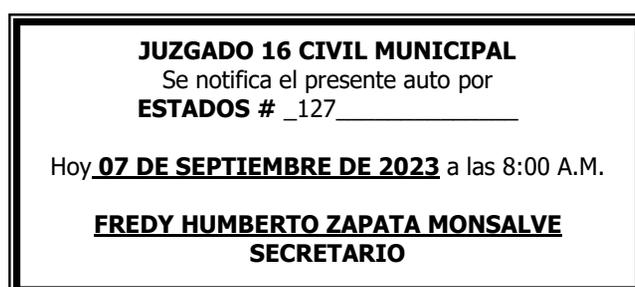 JUZGADO 16 CIVIL MUNICIPAL
Se notifica el presente auto por
ESTADOS # _127______________
Hoy 07 DE SEPTIEMBRE DE 2023 a las 8:00 A.M.
FREDY HUMBERTO ZAPATA MONSALVE
SECRETARIO